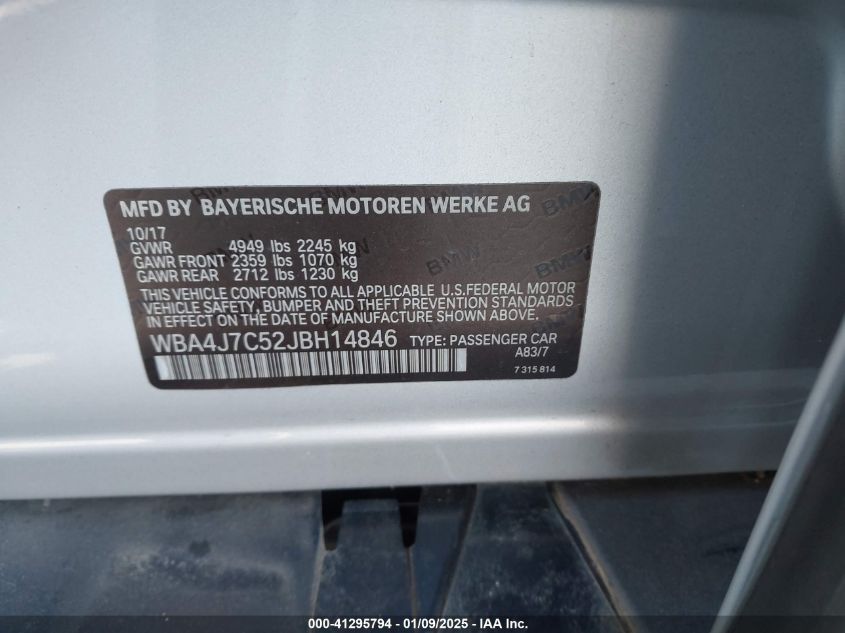 MFD BY BAYERISCHE MOTOREN WERKE AG
10/17
GVWR 4949 lbs 2245 kg
GAWR FRONT 2359 lbs 1070 kg
GAWR REAR 2712 lbs 1230 kg
THIS VEHICLE CONFORMS TO ALL APPLICABLE U.S.FEDERAL MOTOR
VEHICLE SAFETY, BUMPER AND THEFT PREVENTION STANDARDS
IN EFFECT ON THE DATE OF MANUFACTURE SHOWN ABOVE.
WBA4J7C52JBH14846 TYPE: PASSENGER CAR
A83/7
7 315 814
000-41295794 - 01/09/2025 - IAA Inc.